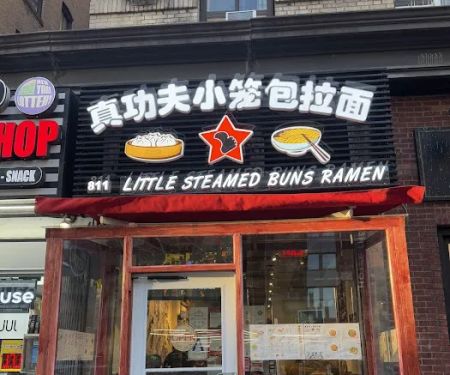 真功夫小笼包拉面
811 LITTLE STEAMED BUNS RAMEN
HOP
- SNACK
use
JUUL